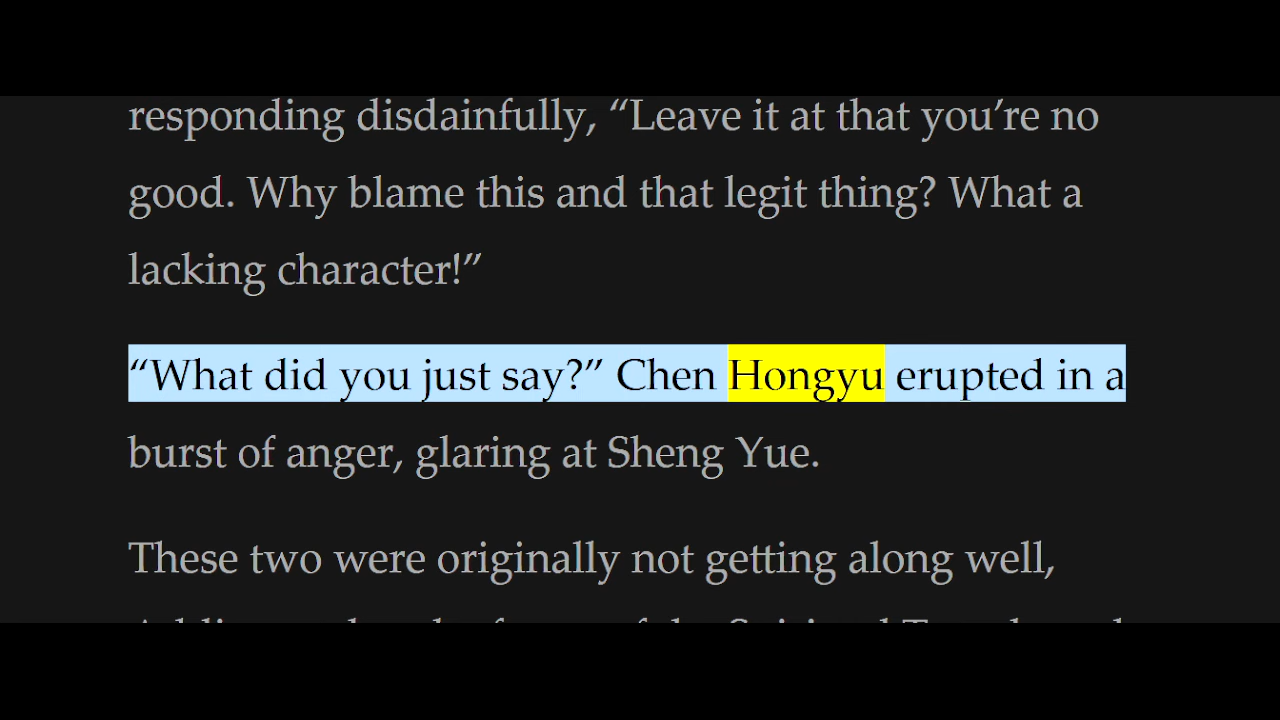 responding disdainfully, “Leave it at that you’re no
good. Why blame this and that legit thing? What a
lacking character!”
“What did you just say?” Chen Hongyu erupted in a
burst of anger, glaring at Sheng Yue.
These two were originally not getting along well,